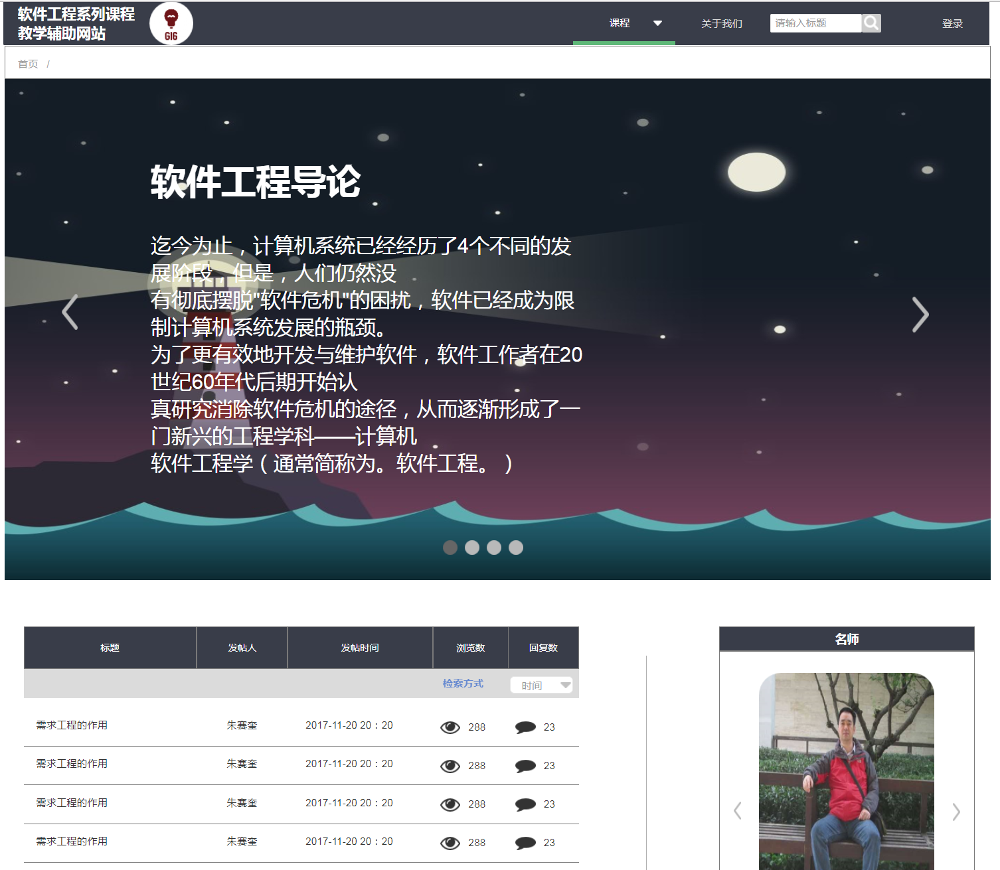 软件工程系列课程
教学辅助网站
G16
课程
关于我们
请输入标题
登录
首页 /
软件工程导论
迄今为止，计算机系统已经经历了4个不同的发
展阶段，但是，人们仍然没
有彻底摆脱"软件危机"的困扰，软件已经成为限
制计算机系统发展的瓶颈。
为了更有效地开发与维护软件，软件工作者在20
世纪60年代后期开始认
真研究消除软件危机的途径，从而逐渐形成了一
门新兴的工程学科——计算机
软件工程学（通常简称为。软件工程。）
标题 发帖人 发帖时间 浏览数 回复数
检索方式 时间
需求工程的作用 朱赛奎 2017-11-20 20：20 288 23
需求工程的作用 朱赛奎 2017-11-20 20：20 288 23
需求工程的作用 朱赛奎 2017-11-20 20：20 288 23
需求工程的作用 朱赛奎 2017-11-20 20：20 288 23
名师